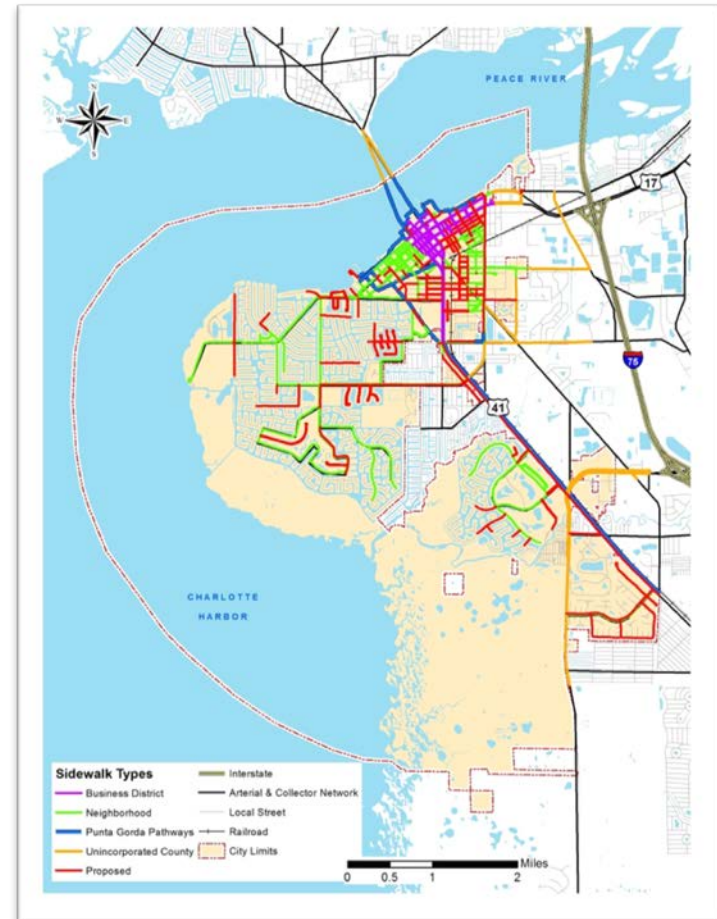 PEACE RIVER
N
W E
S
17
75
41
CHARLOTTE
HARBOR
Sidewalk Types
Business District
Neighborhood
Punta Gorda Pathways
Unincorporated County
Proposed
Interstate
Arterial & Collector Network
Local Street
Railroad
City Limits
Miles
0 0.5 1 2